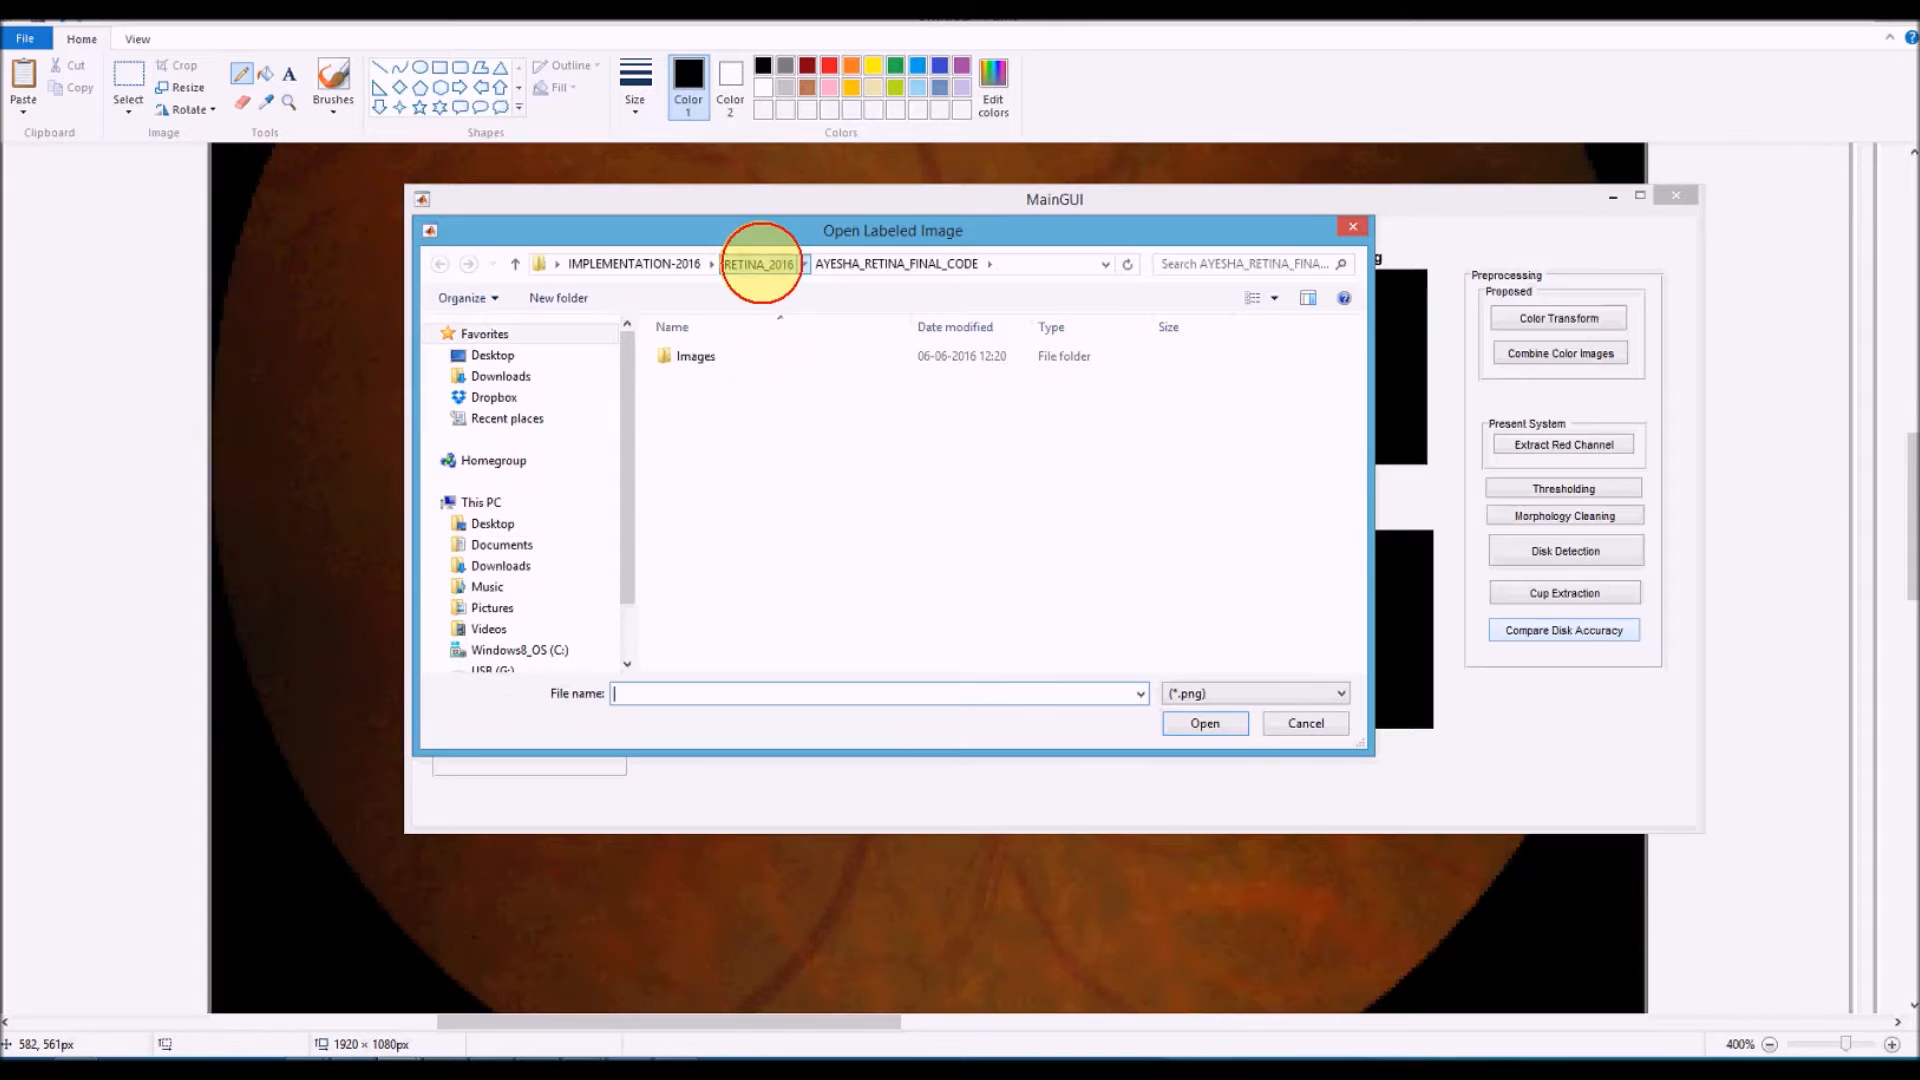 File Home View
Paste Cut Copy Clipboard
Select Crop Resize Rotate Image
Tools
Brushes
Shapes
Outline Fill
Size
Color 1
Color 2
Edit colors
Colors
MainGUI
Open Labeled Image
IMPLEMENTATION-2016 RETINA_2016 AYESHA_RETINA_FINAL_CODE
Search AYESHA_RETINA_FINA...
Organize New folder
Name Date modified Type Size
Images 06-06-2016 12:20 File folder
Favorites
Desktop
Downloads
Dropbox
Recent places
Homegroup
This PC
Desktop
Documents
Downloads
Music
Pictures
Videos
Windows8_OS (C:)
USB (G:)
File name: (*.png)
Open Cancel
Preprocessing
Proposed
Color Transform
Combine Color Images
Present System
Extract Red Channel
Thresholding
Morphology Cleaning
Disk Detection
Cup Extraction
Compare Disk Accuracy
582, 561px 1920 × 1080px 400%